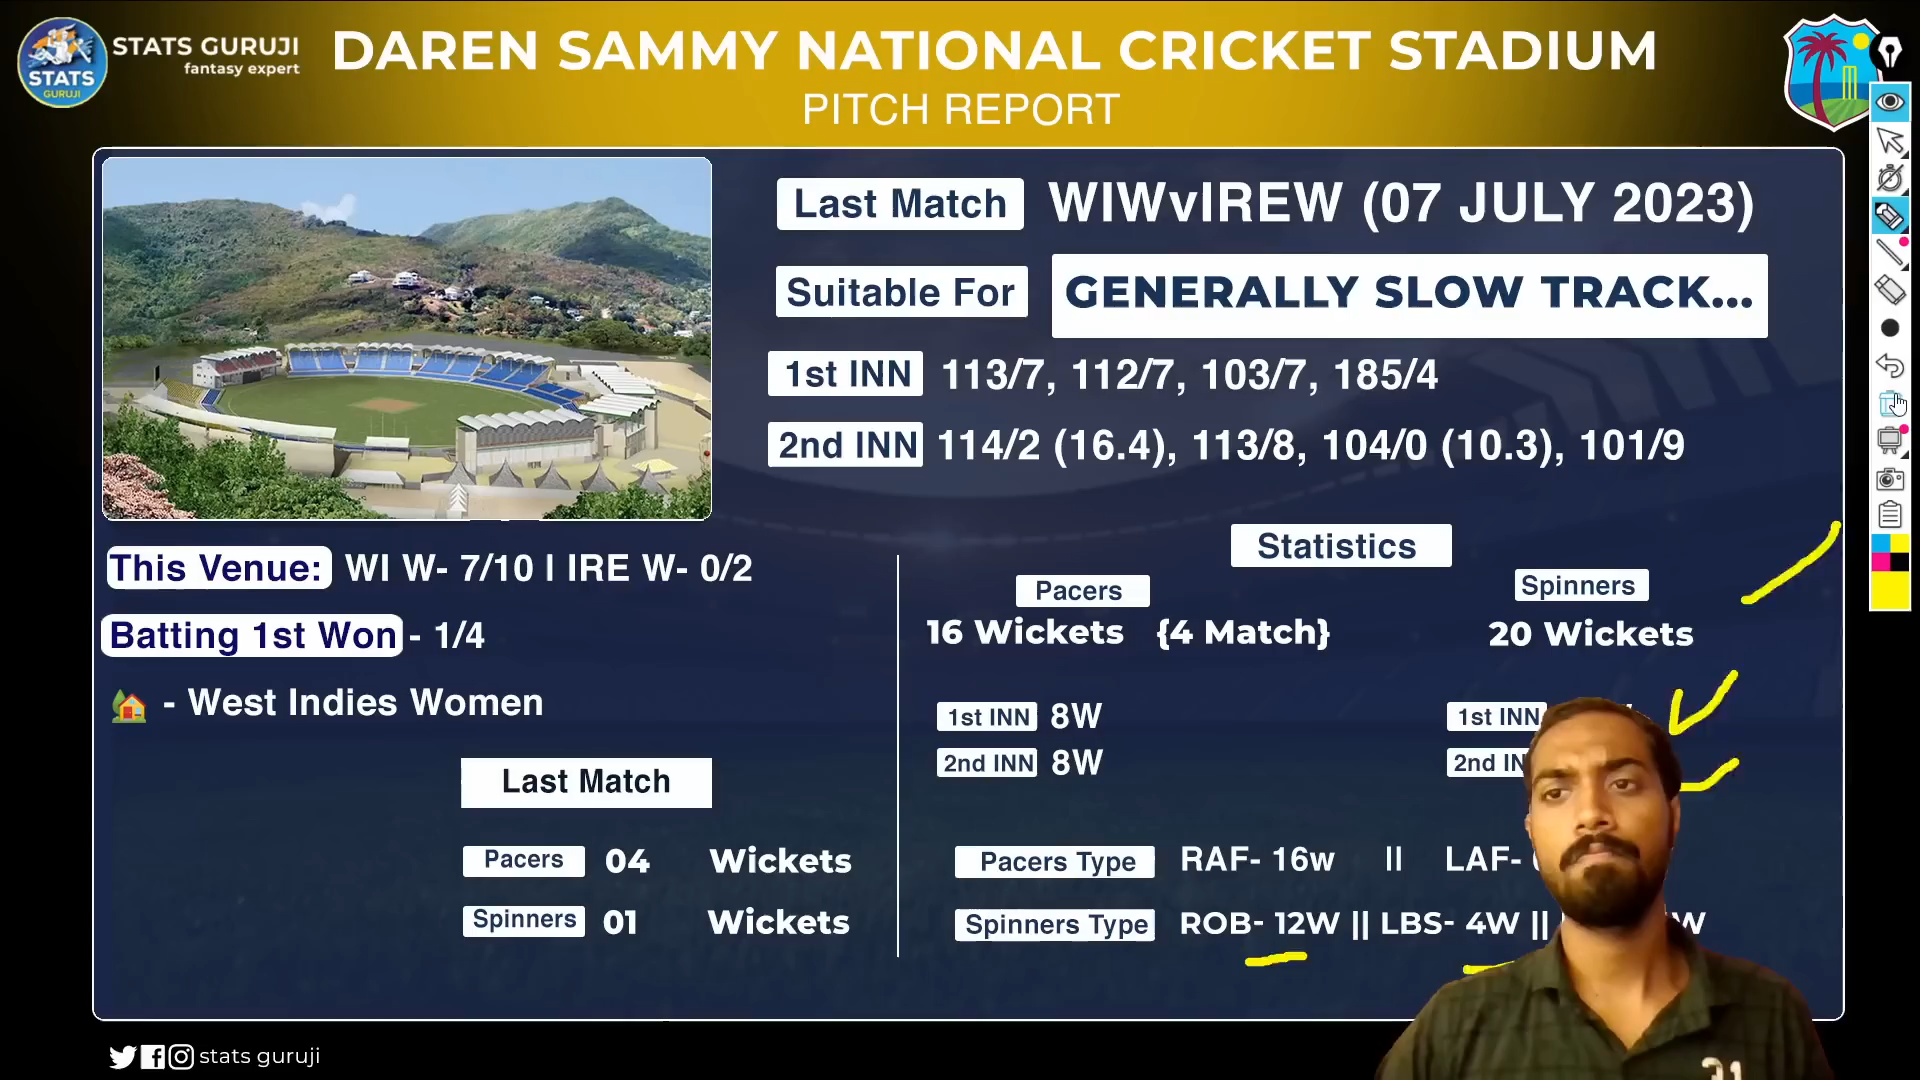 STATS GURUJI
fantasy expert
STATS
GURUJI
DAREN SAMMY NATIONAL CRICKET STADIUM
PITCH REPORT
Last Match WIWvIREW (07 JULY 2023)
Suitable For GENERALLY SLOW TRACK...
1st INN 113/7, 112/7, 103/7, 185/4
2nd INN 114/2 (16.4), 113/8, 104/0 (10.3), 101/9
This Venue: WI W- 7/10 I IRE W- 0/2
Batting 1st Won - 1/4
- West Indies Women
Last Match
Pacers 04 Wickets
Spinners 01 Wickets
Statistics
Pacers Spinners
16 Wickets {4 Match} 20 Wickets
1st INN 8W 1st INN
2nd INN 8W 2nd
Pacers Type RAF- 16w II LAF-
Spinners Type ROB- 12W || LBS- 4W ||
stats guruji